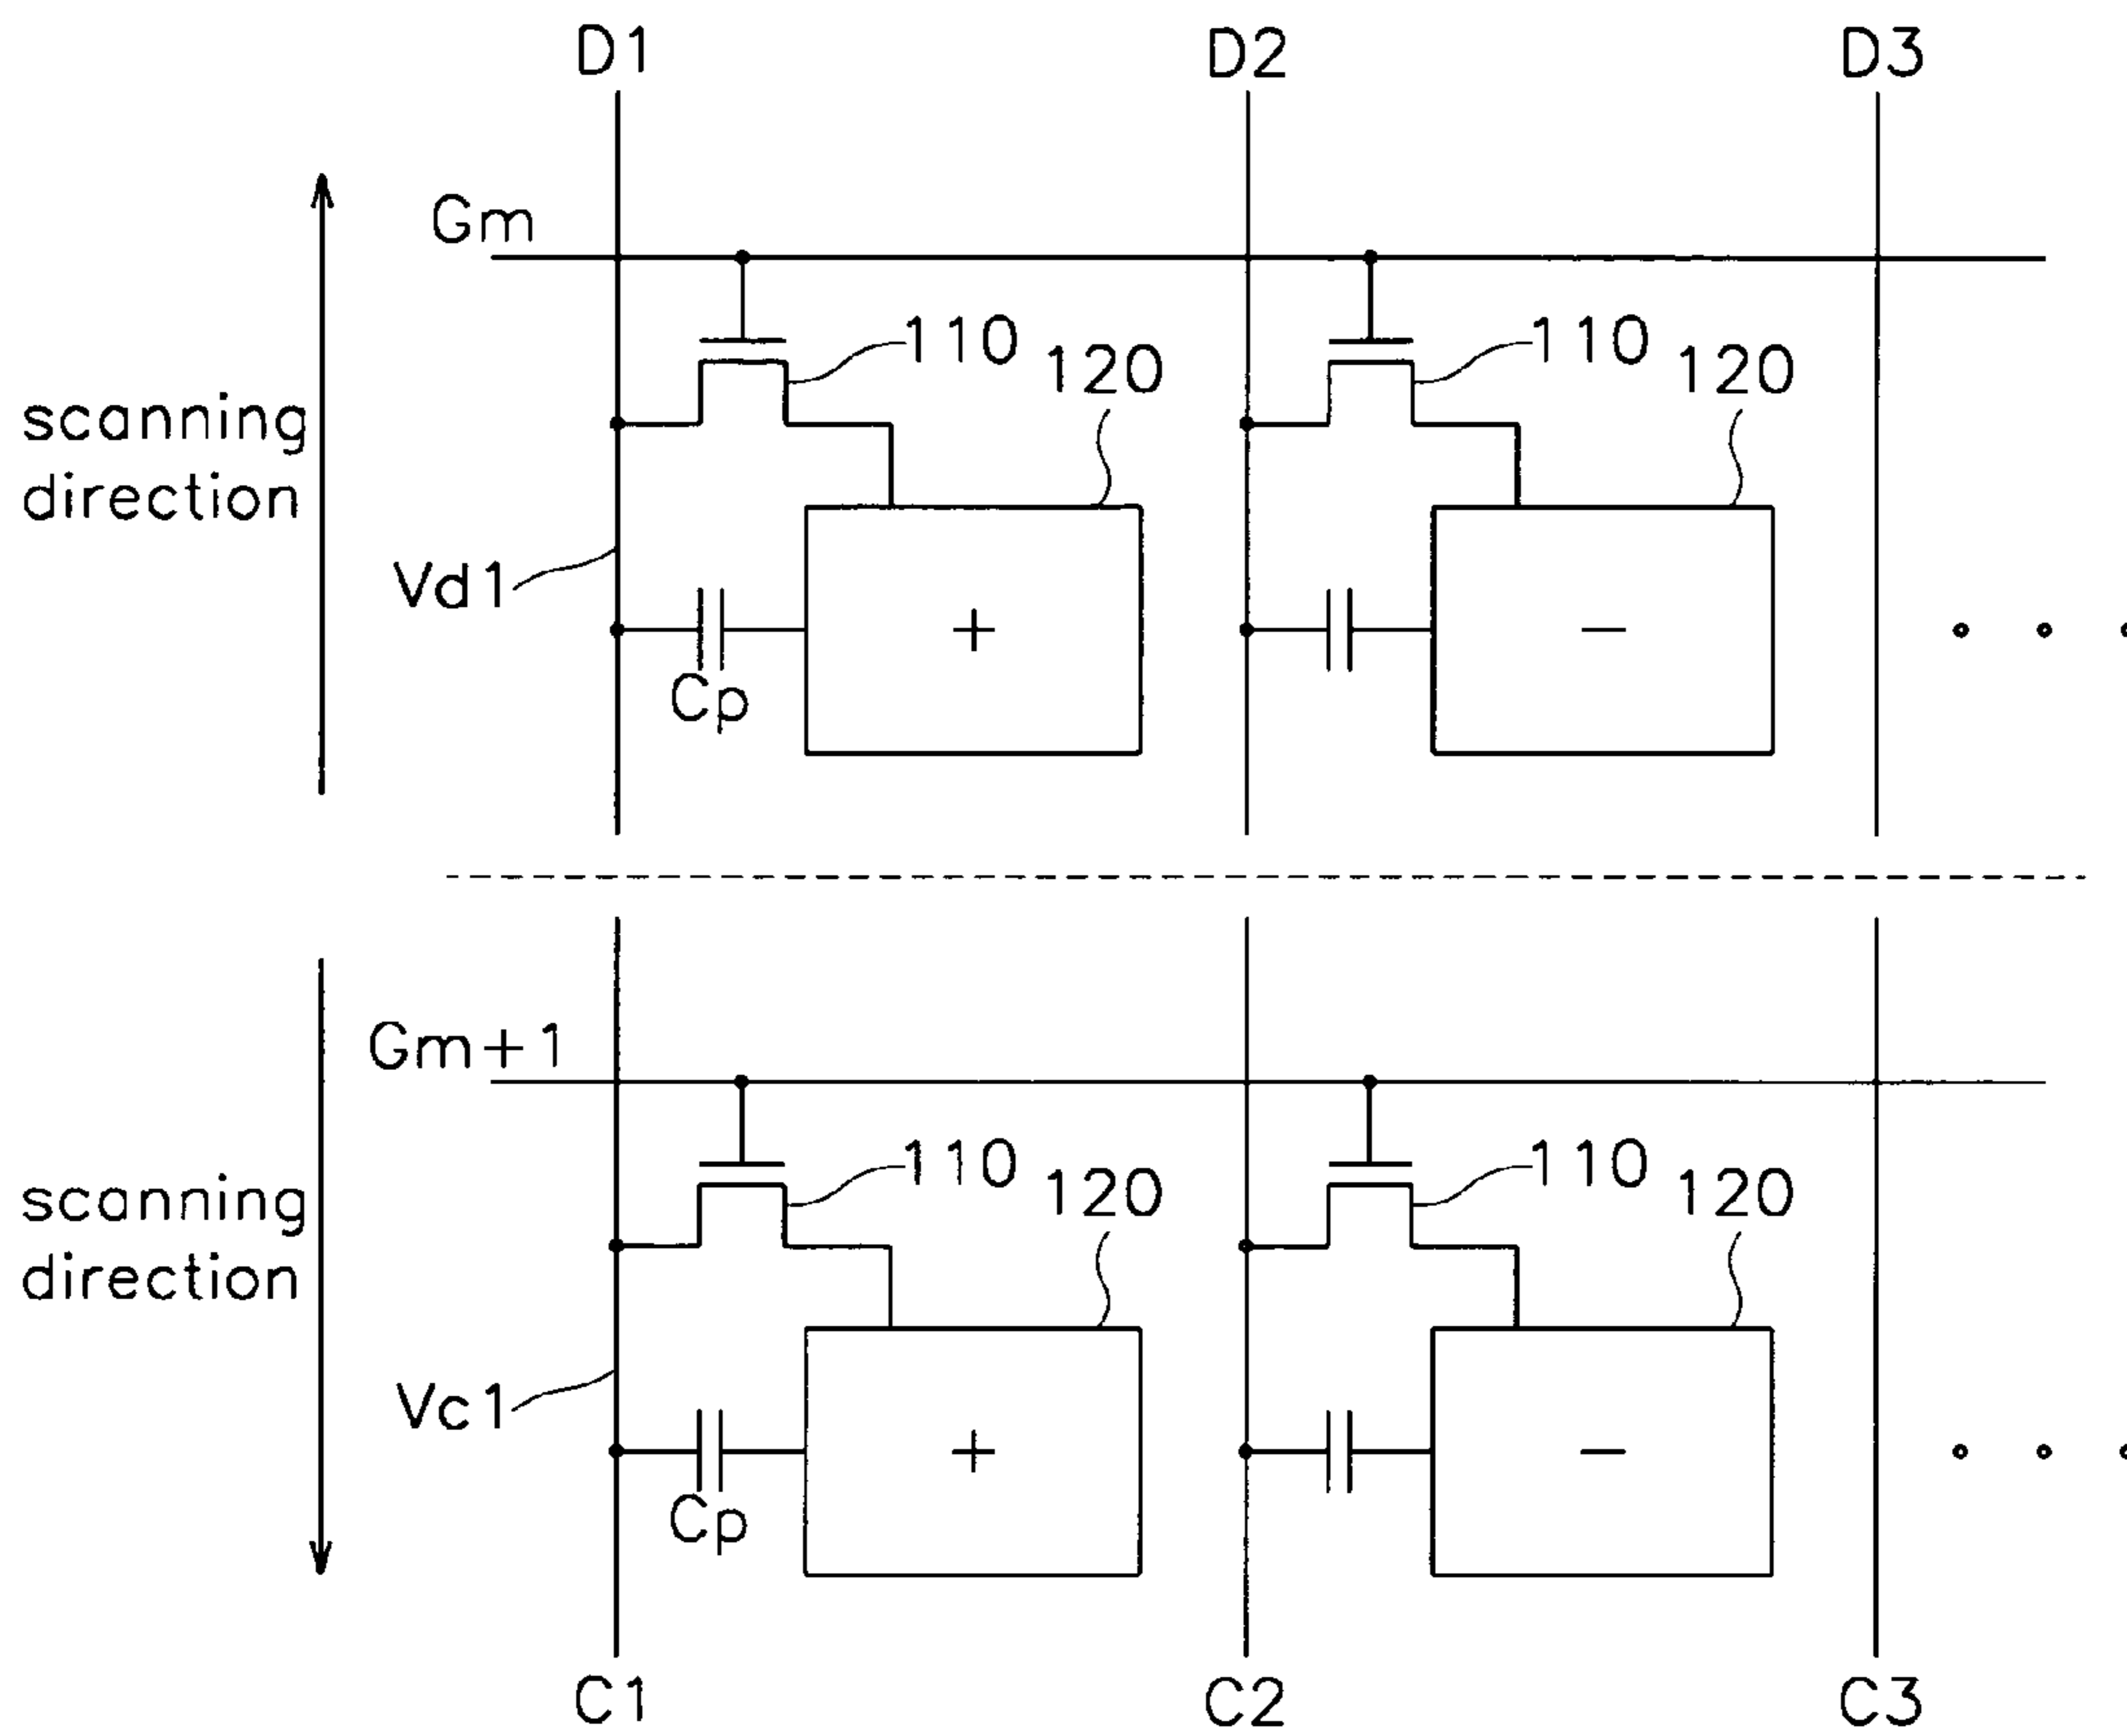 D1 D2 D3
Gm
110 120 110 120
scanning
direction
Vd1
+ −
Cp
Gm+1
110 120 110 120
scanning
direction
Vc1
+ −
Cp
C1 C2 C3